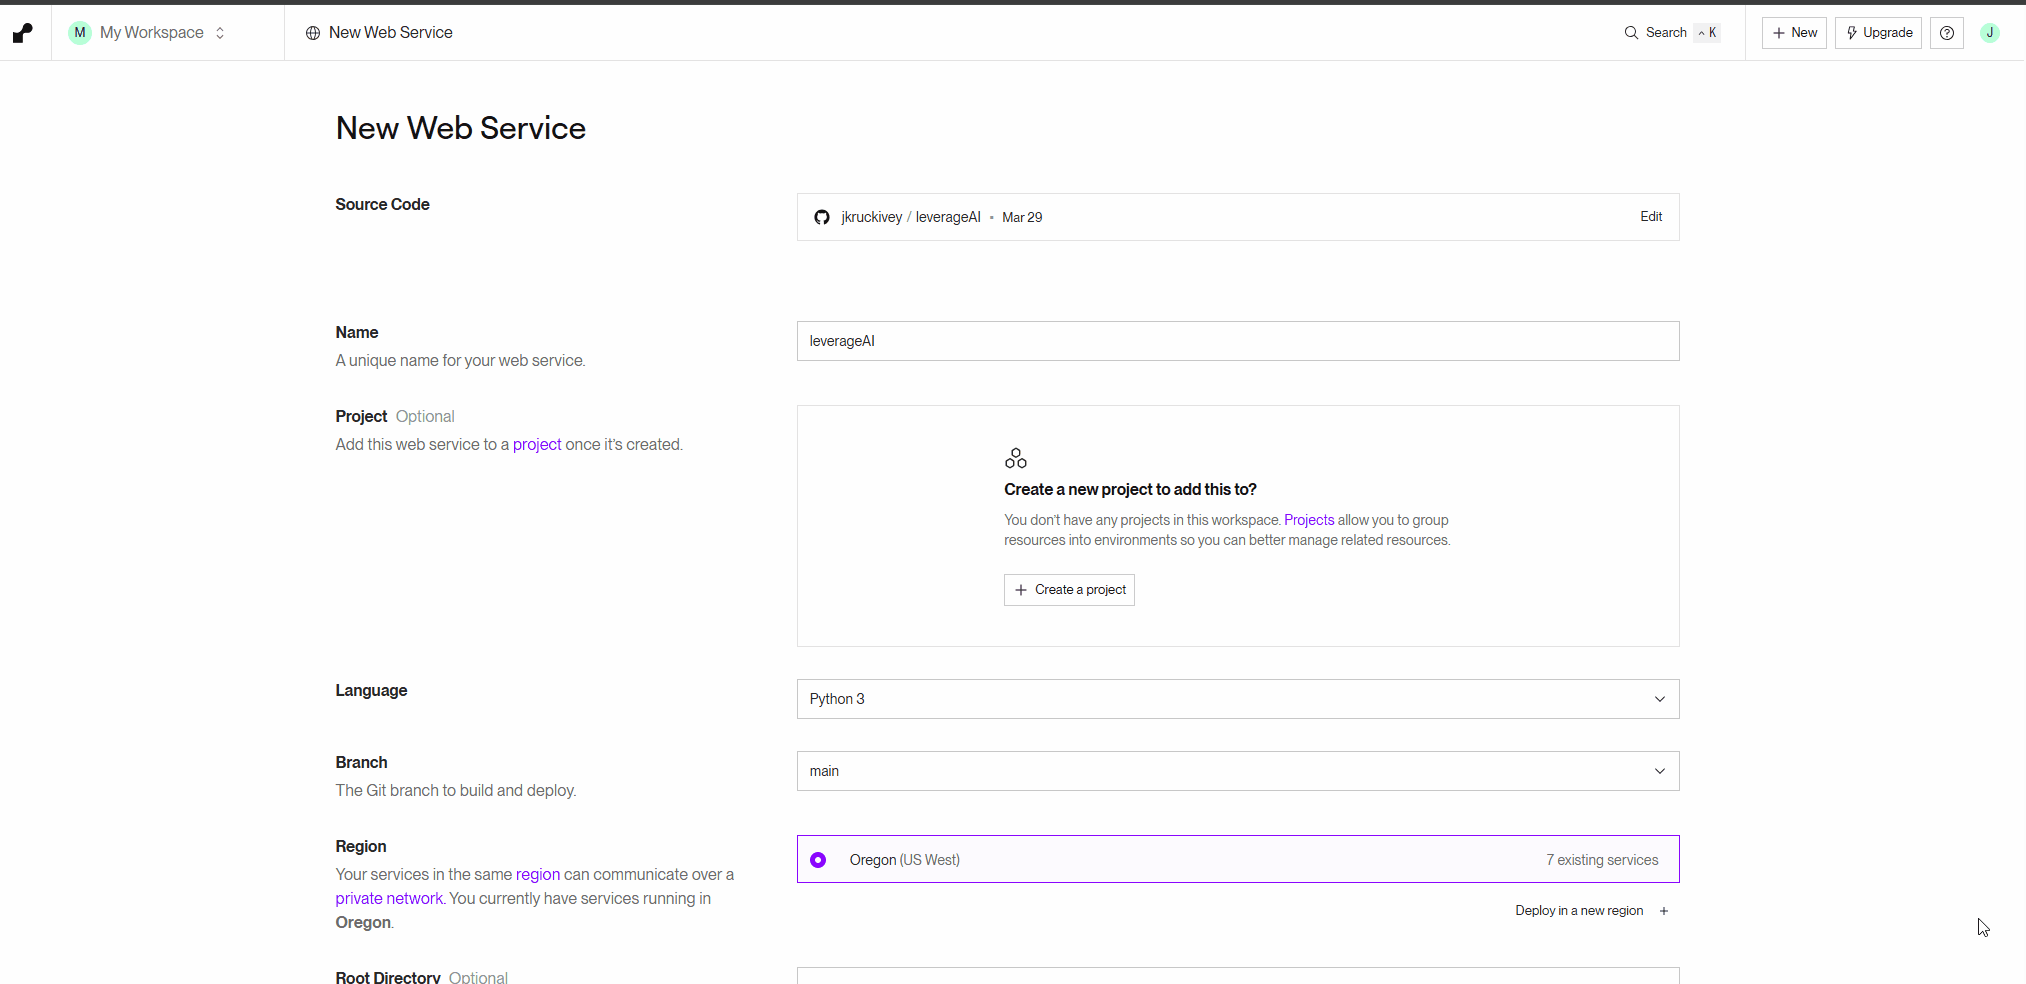 M My Workspace
New Web Service
Search ^ K
New
Upgrade
J
New Web Service
Source Code
jkruckivey / leverageAI • Mar 29
Edit
Name
A unique name for your web service.
leverageAI
Project Optional
Add this web service to a project once it's created.
Create a new project to add this to?
You don't have any projects in this workspace. Projects allow you to group
resources into environments so you can better manage related resources.
Create a project
Language
Python 3
Branch
The Git branch to build and deploy.
main
Region
Your services in the same region can communicate over a
private network. You currently have services running in
Oregon.
Oregon (US West)
7 existing services
Deploy in a new region +
Root Directory Optional